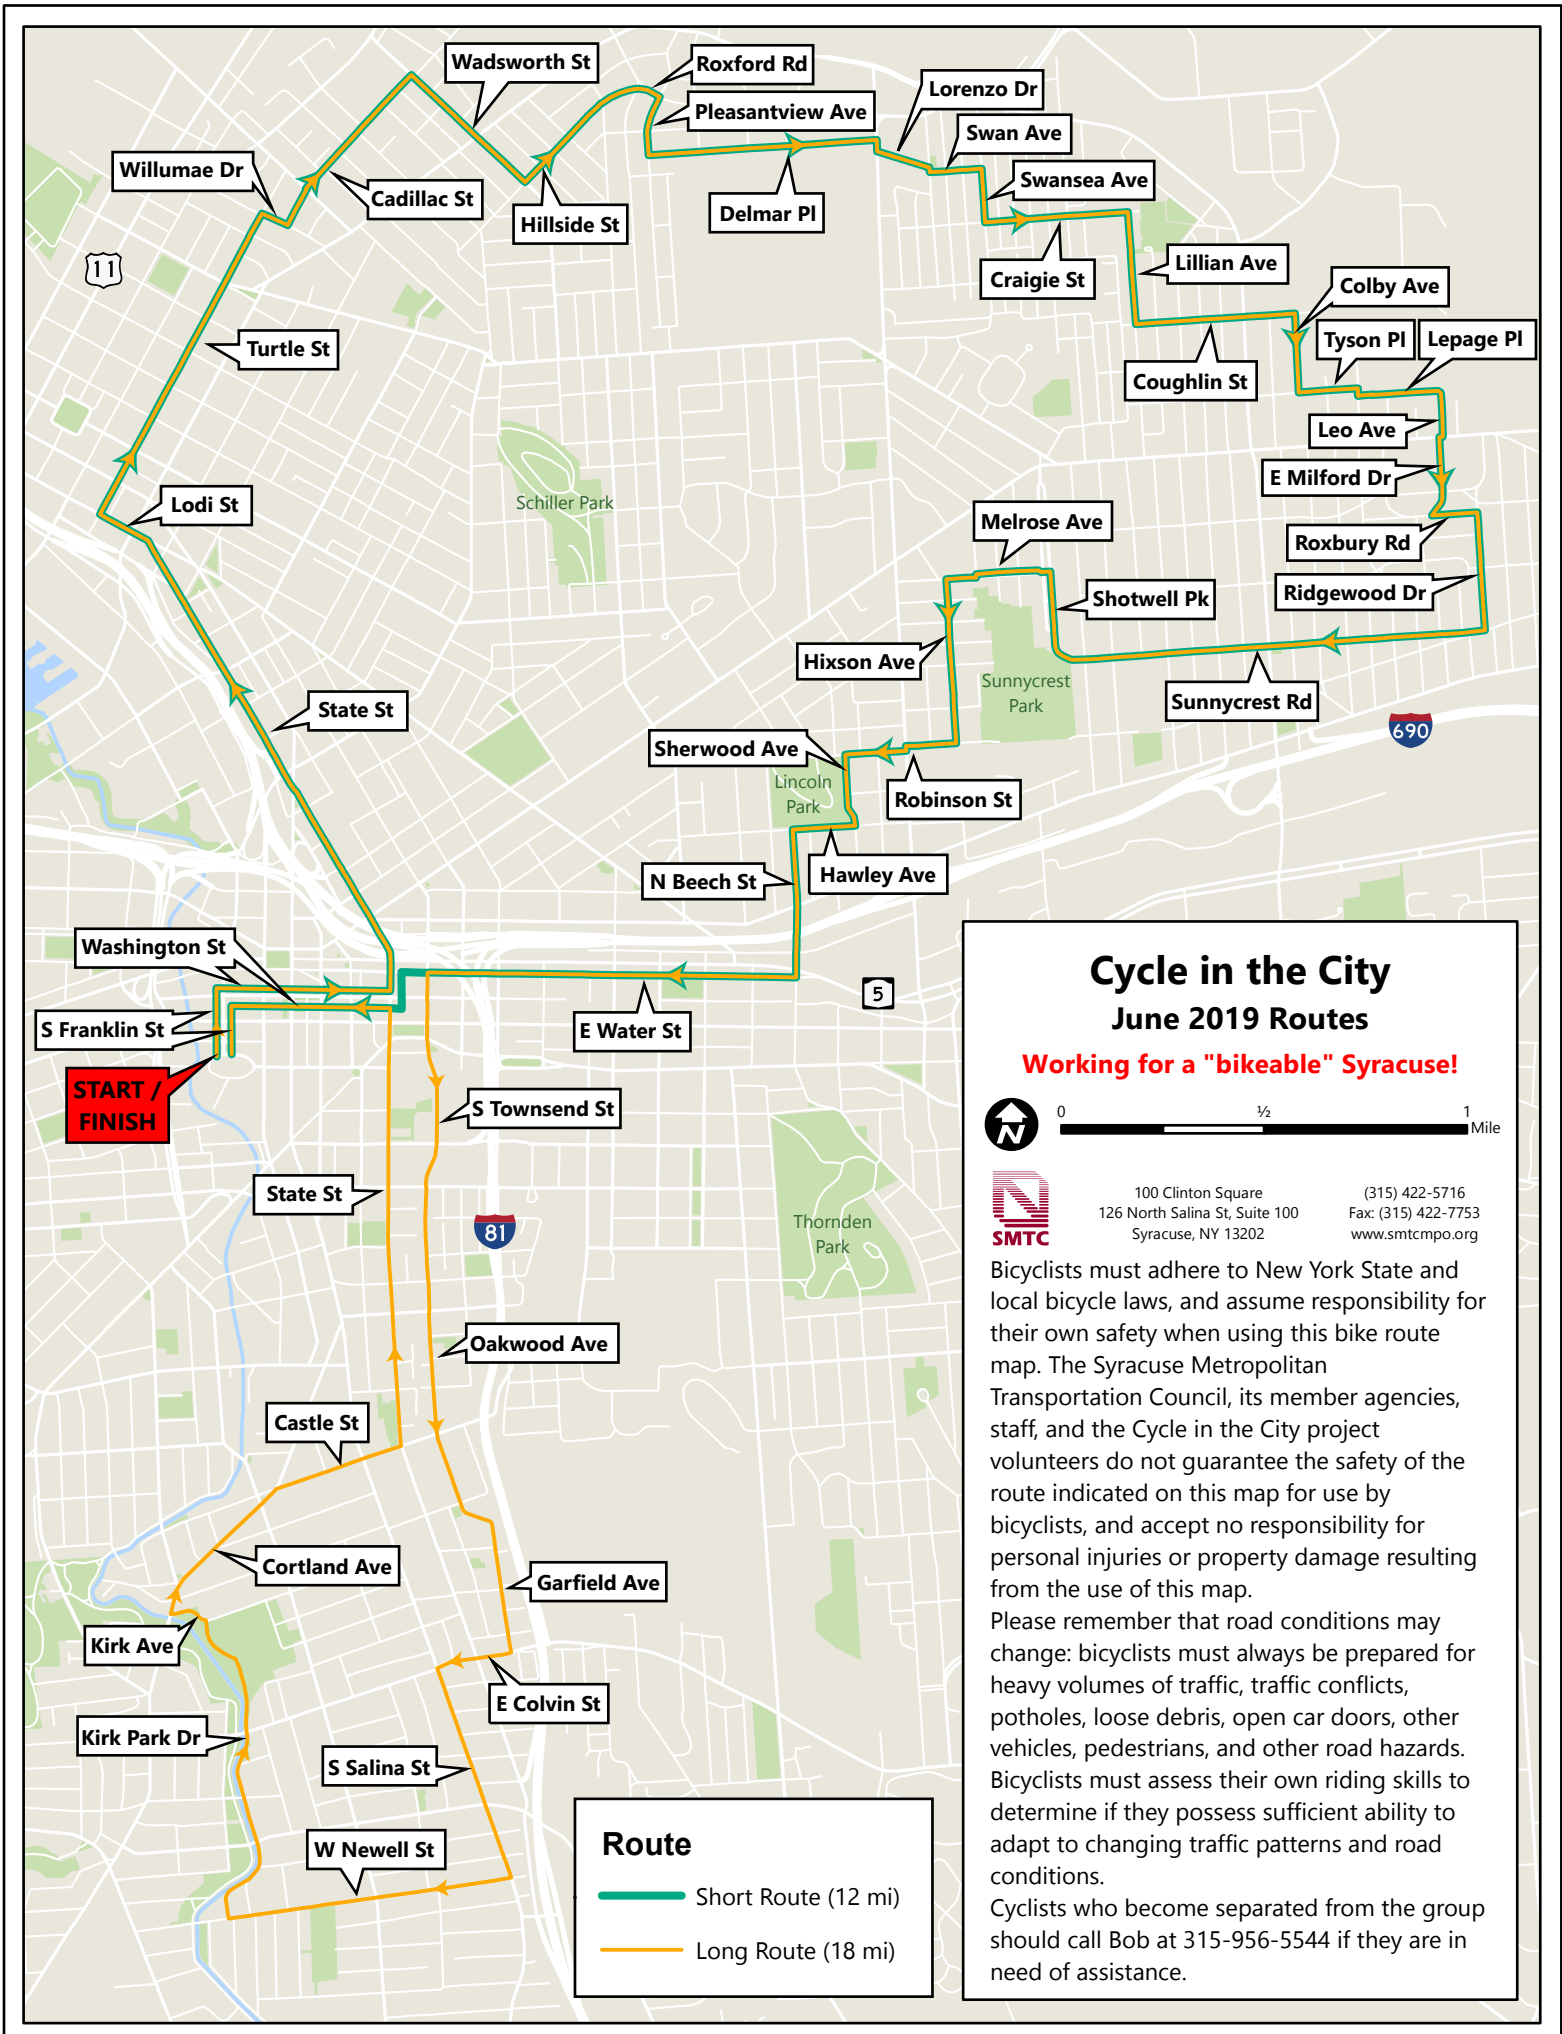 Wadsworth St
Roxford Rd
Lorenzo Dr
Pleasantview Ave
Swan Ave
Willumae Dr
Cadillac St
Swansea Ave
Hillside St
Delmar Pl
11
Craigie St
Lillian Ave
Colby Ave
Turtle St
Tyson Pl
Lepage Pl
Coughlin St
Leo Ave
E Milford Dr
Lodi St
Schiller Park
Melrose Ave
Roxbury Rd
Ridgewood Dr
Shotwell Pk
Hixson Ave
Sunnycrest
Park
Sunnycrest Rd
State St
690
Sherwood Ave
Lincoln
Park
Robinson St
N Beech St
Hawley Ave
Washington St
5
S Franklin St
E Water St
START /
FINISH
S Townsend St
State St
81
Thornden
Park
Oakwood Ave
Castle St
Cortland Ave
Garfield Ave
Kirk Ave
E Colvin St
Kirk Park Dr
S Salina St
W Newell St
Route
Short Route (12 mi)
Long Route (18 mi)
Cycle in the City
June 2019 Routes
Working for a "bikeable" Syracuse!
N
0 ½ 1
Mile
SMTC
100 Clinton Square
126 North Salina St, Suite 100
Syracuse, NY 13202
(315) 422-5716
Fax: (315) 422-7753
www.smtcmpo.org
Bicyclists must adhere to New York State and
local bicycle laws, and assume responsibility for
their own safety when using this bike route
map. The Syracuse Metropolitan
Transportation Council, its member agencies,
staff, and the Cycle in the City project
volunteers do not guarantee the safety of the
route indicated on this map for use by
bicyclists, and accept no responsibility for
personal injuries or property damage resulting
from the use of this map.
Please remember that road conditions may
change: bicyclists must always be prepared for
heavy volumes of traffic, traffic conflicts,
potholes, loose debris, open car doors, other
vehicles, pedestrians, and other road hazards.
Bicyclists must assess their own riding skills to
determine if they possess sufficient ability to
adapt to changing traffic patterns and road
conditions.
Cyclists who become separated from the group
should call Bob at 315-956-5544 if they are in
need of assistance.